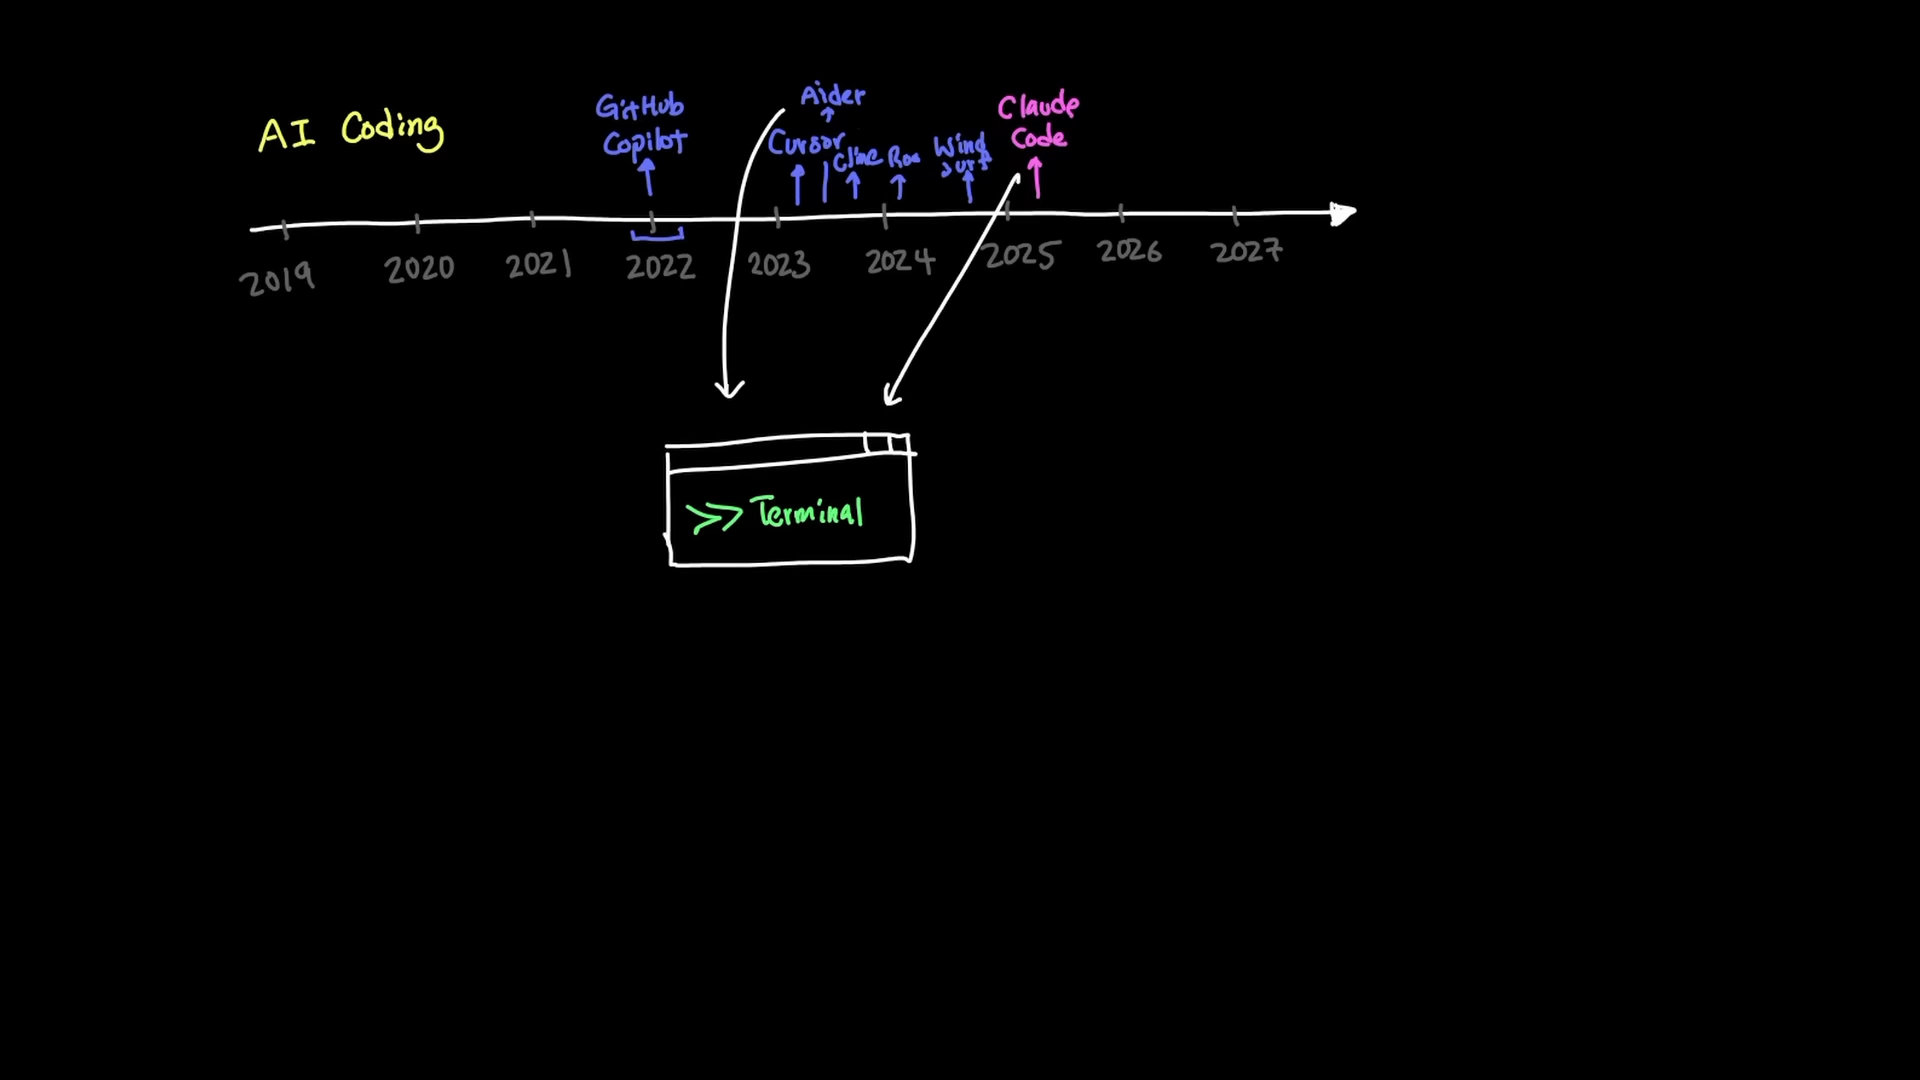 AI Coding
GitHub
Copilot
Aider
Cursor
Cline
Roo
Wind
surf
Claude
Code
2019
2020
2021
2022
2023
2024
2025
2026
2027
>> Terminal